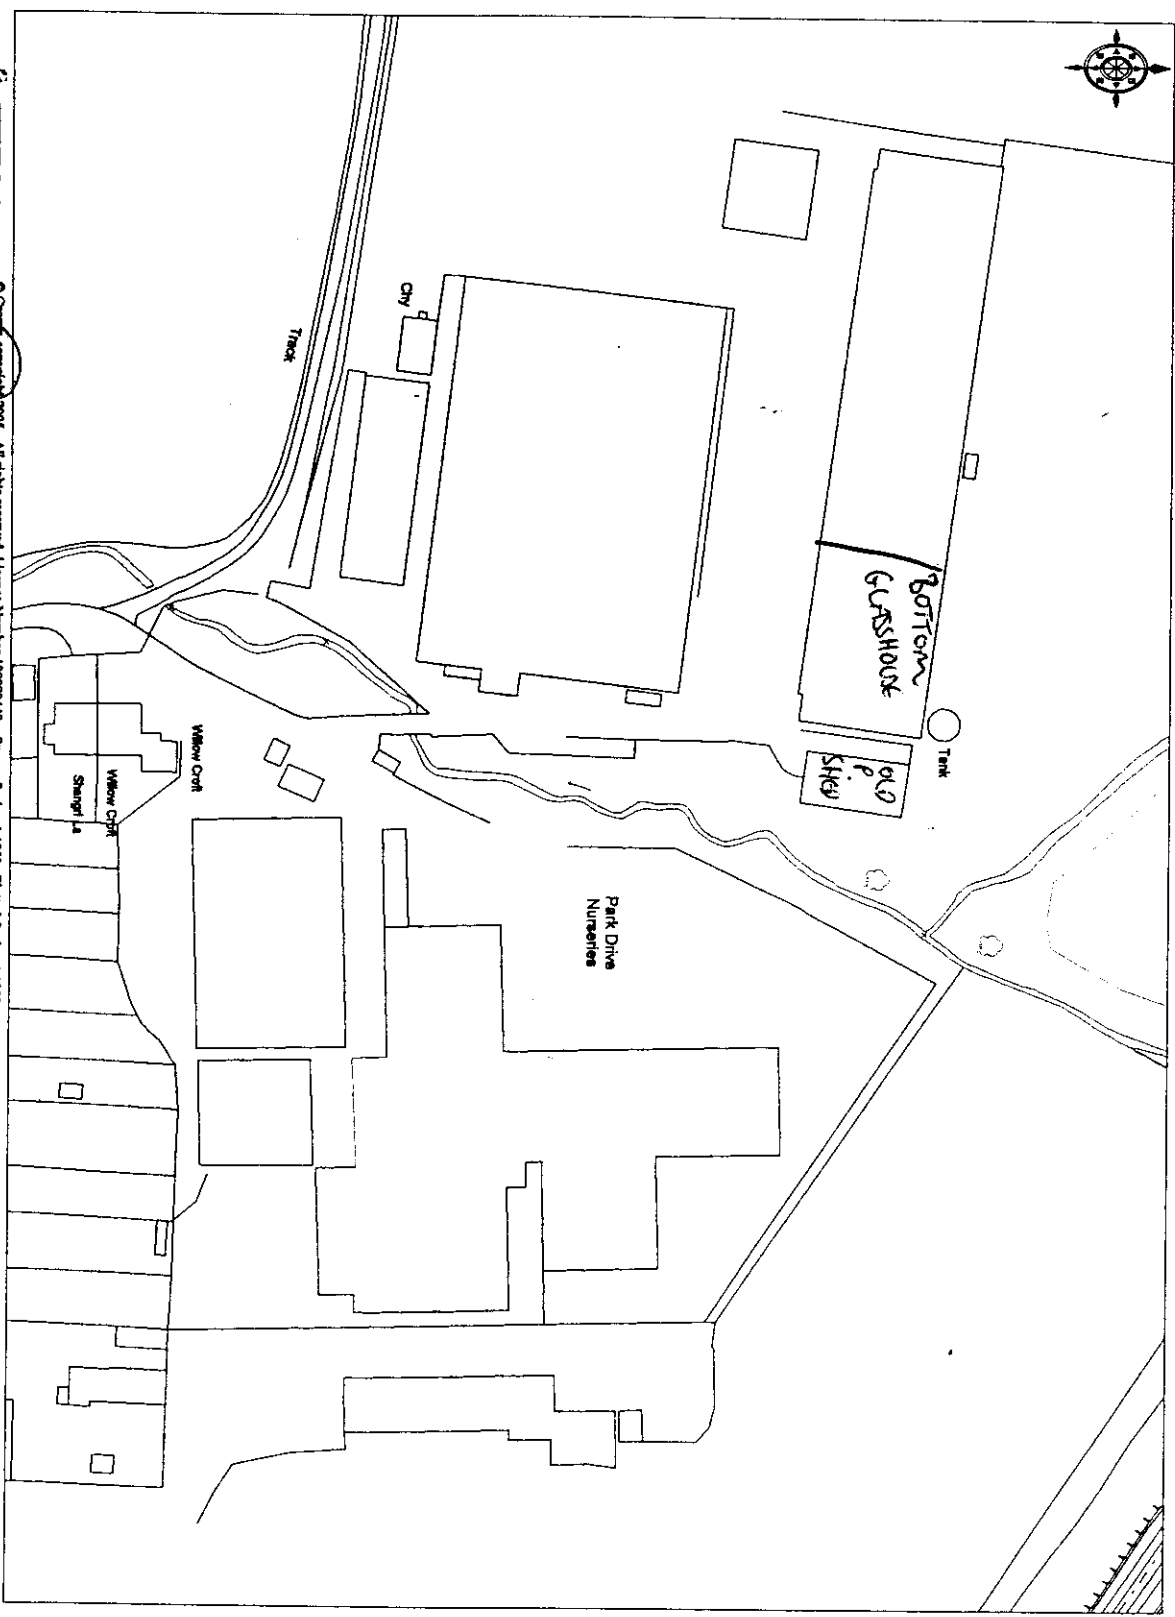 BOTTOM
GLASSHOUSE
Tank
OLD
P
SHED
Chy
Track
Park Drive
Nurseries
Willow Croft
Willow Croft
Shangri La